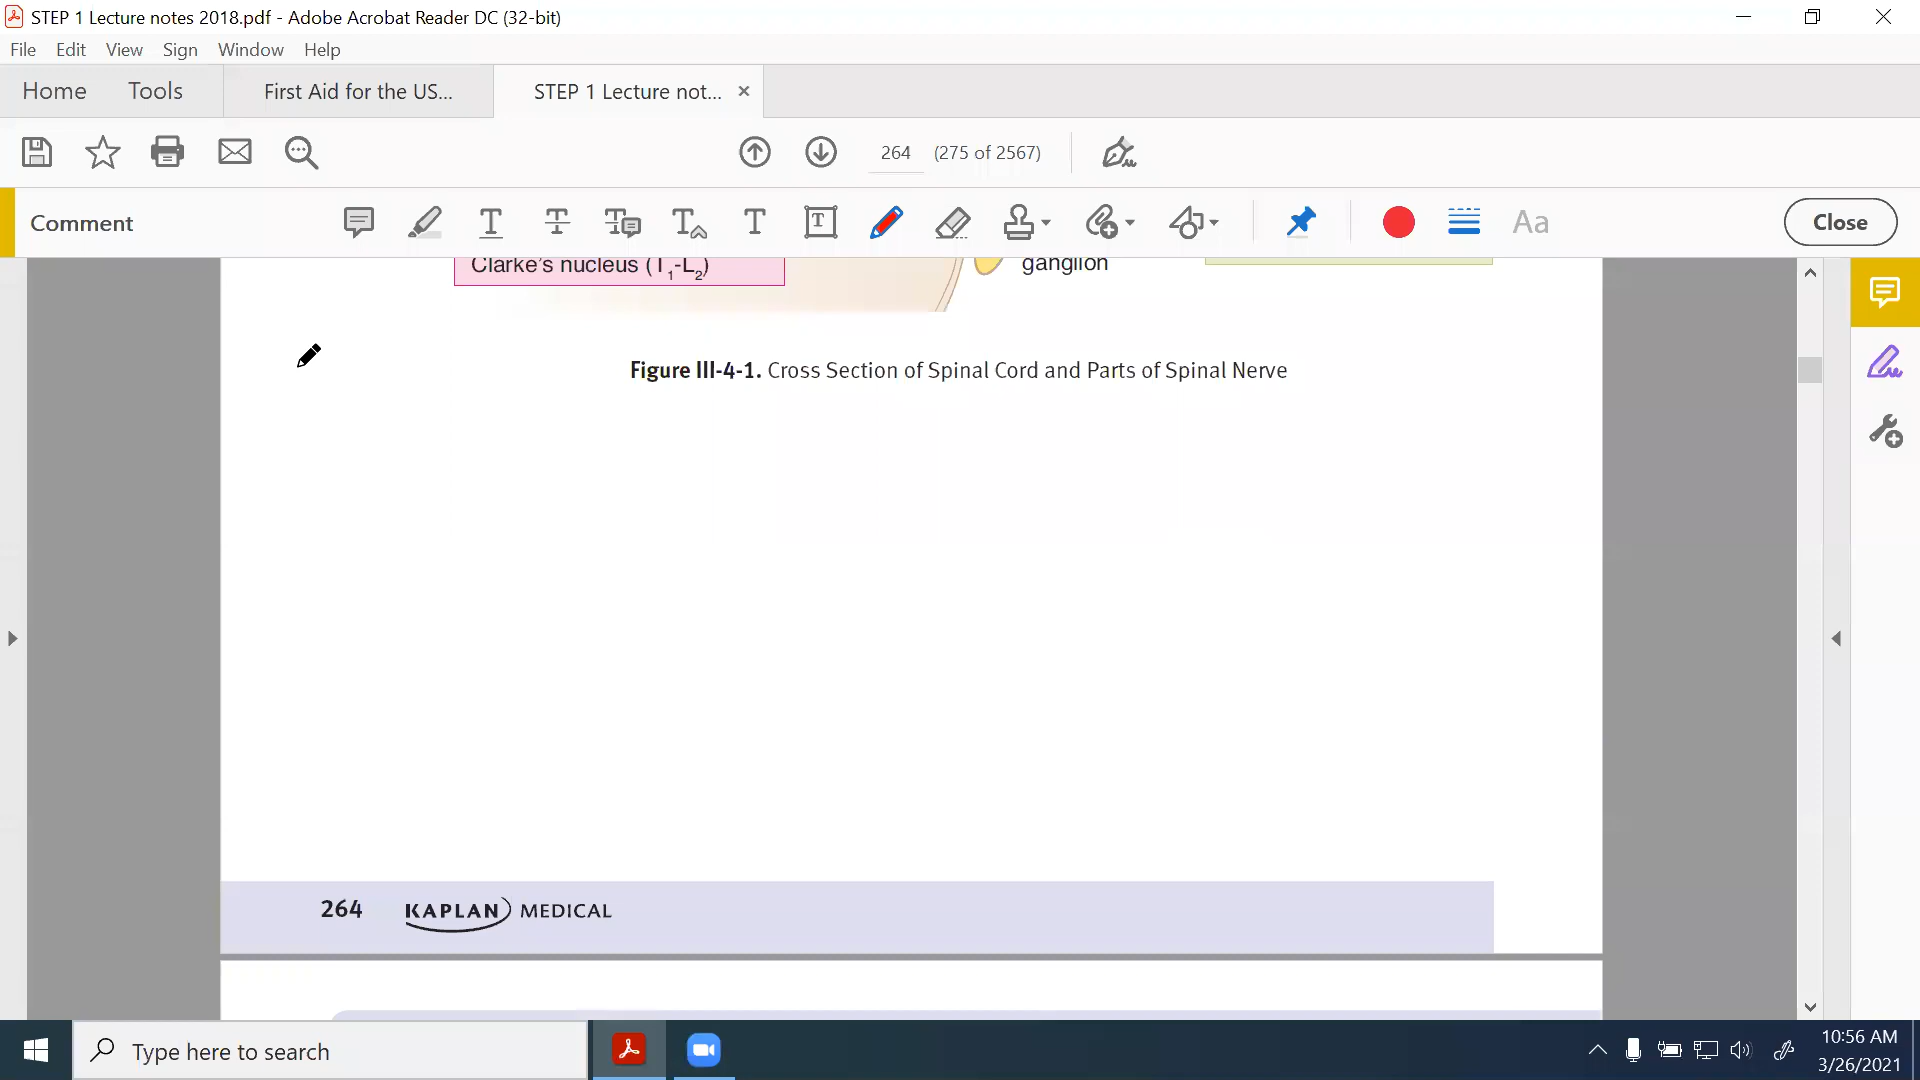 STEP 1 Lecture notes 2018.pdf - Adobe Acrobat Reader DC (32-bit)
File Edit View Sign Window Help
Home Tools First Aid for the US... STEP 1 Lecture not... ×
264 (275 of 2567)
Comment Aa Close
Clarke's nucleus (T1-L2) ganglion
Figure III-4-1. Cross Section of Spinal Cord and Parts of Spinal Nerve
264 KAPLAN MEDICAL
Type here to search
10:56 AM
3/26/2021